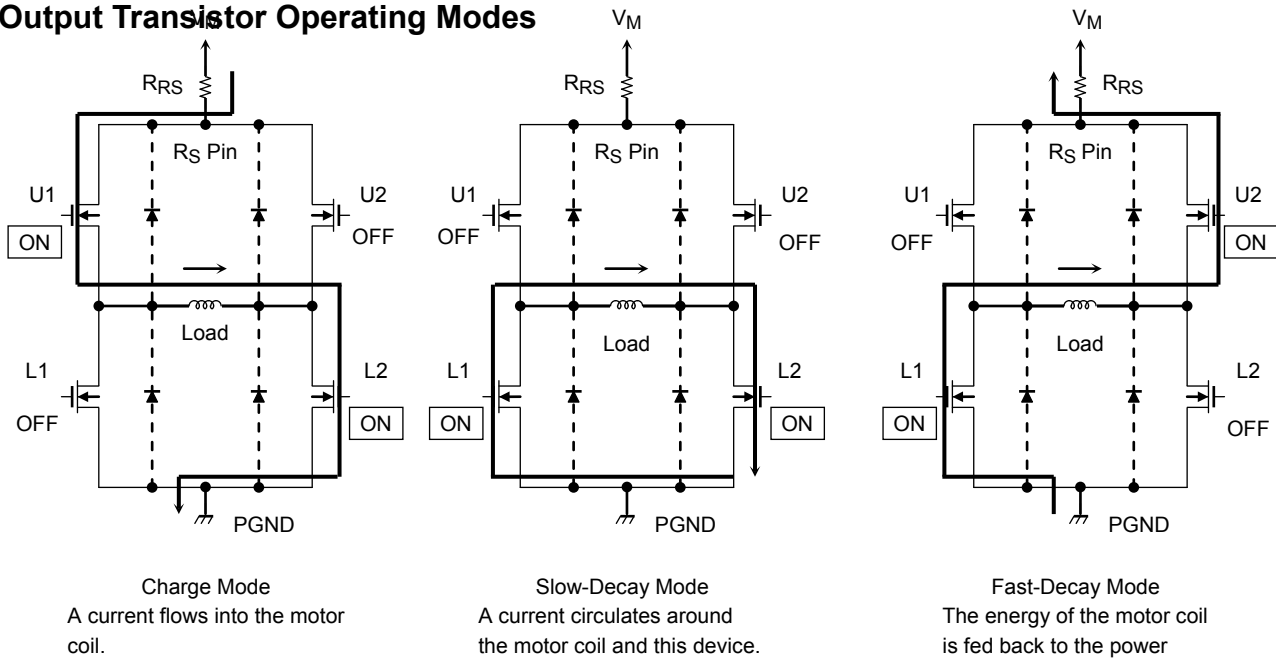 Output Transistor Operating Modes
VM
VM
VM
RRS
RRS
RRS
RS Pin
RS Pin
RS Pin
U1
U2
U1
U2
U1
U2
ON
OFF
OFF
OFF
OFF
ON
Load
Load
Load
L1
L2
L1
L2
L1
L2
OFF
ON
ON
ON
ON
OFF
PGND
PGND
PGND
Charge Mode
A current flows into the motor
coil.
Slow-Decay Mode
A current circulates around
the motor coil and this device.
Fast-Decay Mode
The energy of the motor coil
is fed back to the power